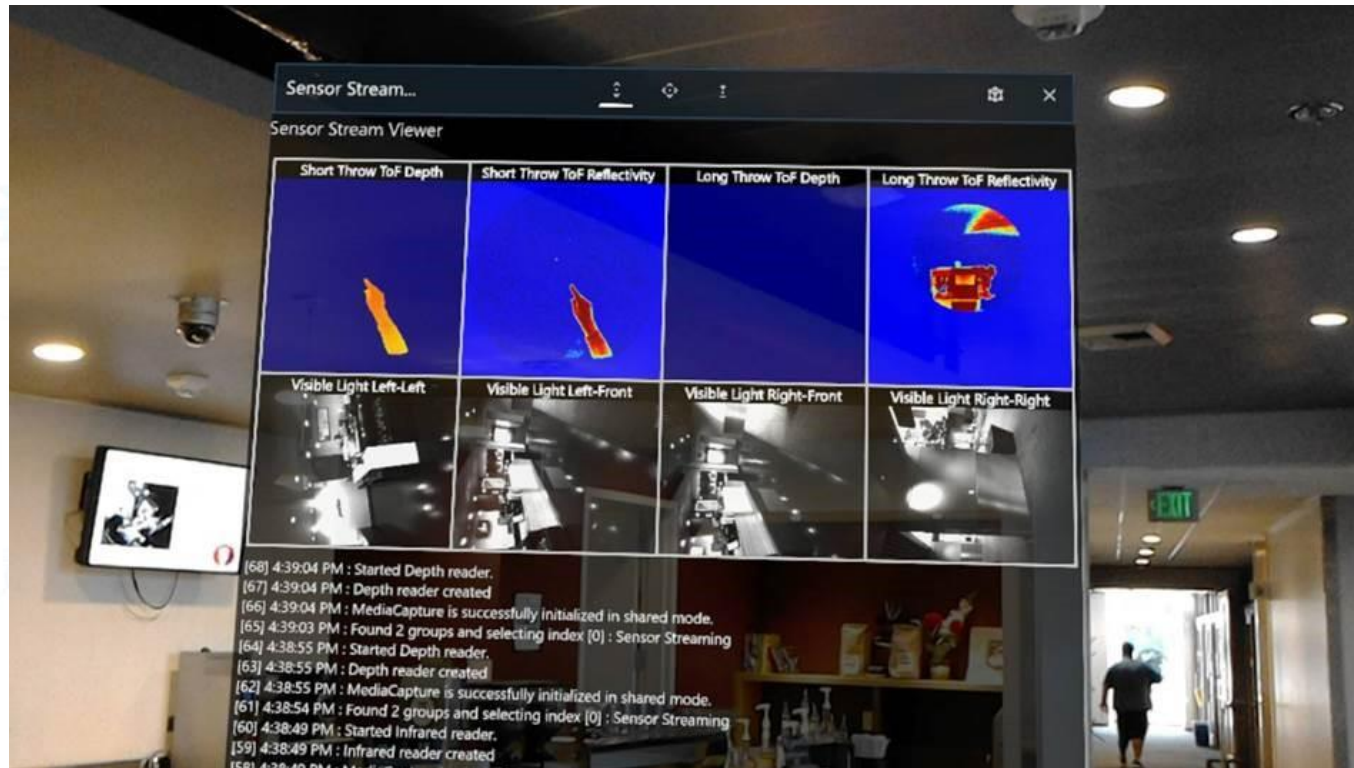 Sensor Stream...
Sensor Stream Viewer
Short Throw ToF Depth
Short Throw ToF Reflectivity
Long Throw ToF Depth
Long Throw ToF Reflectivity
Visible Light Left-Left
Visible Light Left-Front
Visible Light Right-Front
Visible Light Right-Right
[68] 4:39:04 PM : Started Depth reader.
[67] 4:39:04 PM : Depth reader created
[66] 4:39:04 PM : MediaCapture is successfully initialized in shared mode.
[65] 4:39:03 PM : Found 2 groups and selecting index [0] : Sensor Streaming
[64] 4:38:55 PM : Started Depth reader.
[63] 4:38:55 PM : Depth reader created
[62] 4:38:55 PM : MediaCapture is successfully initialized in shared mode.
[61] 4:38:54 PM : Found 2 groups and selecting index [0] : Sensor Streaming
[60] 4:38:49 PM : Started Infrared reader.
[59] 4:38:49 PM : Infrared reader created
EXIT